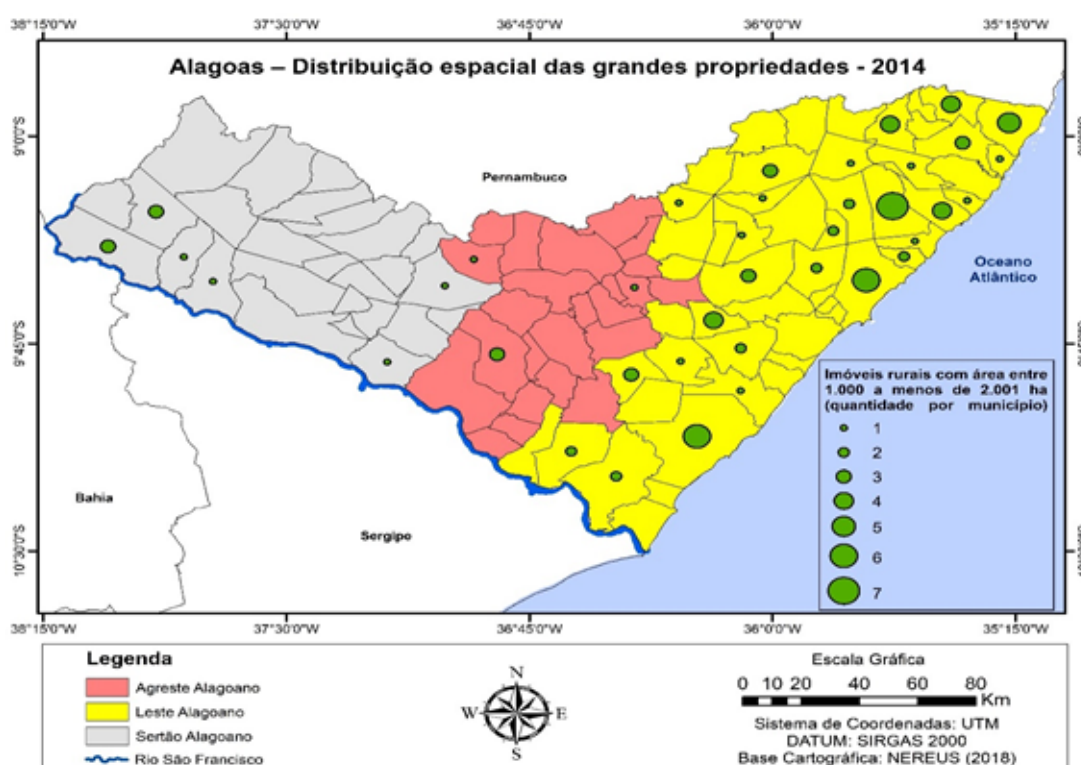 38°15'0"W 37°30'0"W 36°45'0"W 36°0'0"W 35°15'0"W
Alagoas – Distribuição espacial das grandes propriedades - 2014
9°0'0"S
Pernambuco
Oceano
Atlântico
9°45'0"S
Imóveis rurais com área entre
1.000 a menos de 2.001 ha
(quantidade por município)
1
2
3
4
5
6
7
Bahia
Sergipo
10°30'0"S
38°15'0"W 37°30'0"W 36°45'0"W 36°0'0"W 35°15'0"W
Legenda
Agreste Alagoano
Leste Alagoano
Sertão Alagoano
Rio São Francisco
N
W E
S
Escala Gráfica
0 10 20 40 60 80
Km
Sistema de Coordenadas: UTM
DATUM: SIRGAS 2000
Base Cartográfica: NEREUS (2018)